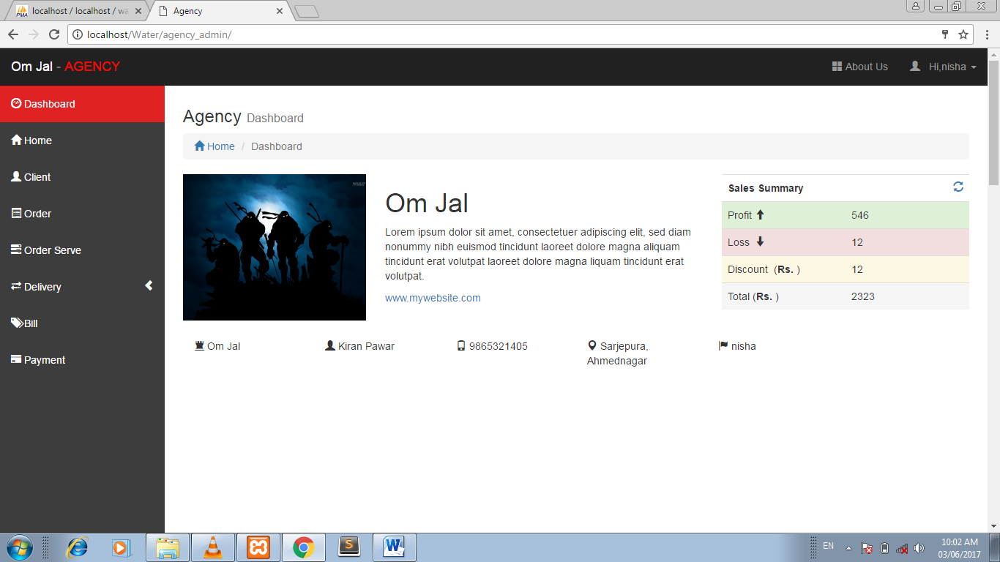 localhost / localhost / wa
Agency
localhost/Water/agency_admin/
Om Jal - AGENCY
About Us
Hi,nisha
Dashboard
Home
Client
Order
Order Serve
Delivery
Bill
Payment
Agency Dashboard
Home / Dashboard
Om Jal
Lorem ipsum dolor sit amet, consectetuer adipiscing elit, sed diam
nonummy nibh euismod tincidunt laoreet dolore magna aliquam
tincidunt erat volutpat laoreet dolore magna liquam tincidunt erat
volutpat.
www.mywebsite.com
Sales Summary
Profit 546
Loss 12
Discount (Rs. ) 12
Total (Rs. ) 2323
Om Jal
Kiran Pawar
9865321405
Sarjepura,
Ahmednagar
nisha
EN
10:02 AM
03/06/2017